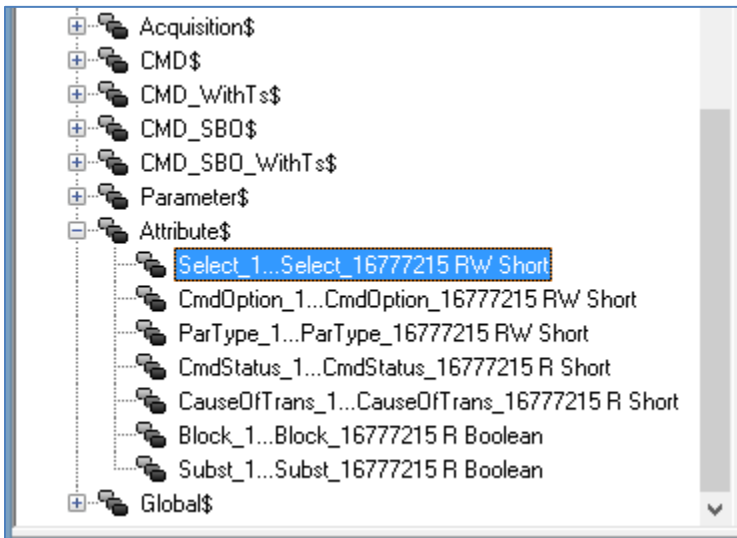 Acquisition$
CMD$
CMD_WithTs$
CMD_SBO$
CMD_SBO_WithTs$
Parameter$
Attribute$
Select_1...Select_16777215 RW Short
CmdOption_1...CmdOption_16777215 RW Short
ParType_1...ParType_16777215 RW Short
CmdStatus_1...CmdStatus_16777215 R Short
CauseOfTrans_1...CauseOfTrans_16777215 R Short
Block_1...Block_16777215 R Boolean
Subst_1...Subst_16777215 R Boolean
Global$